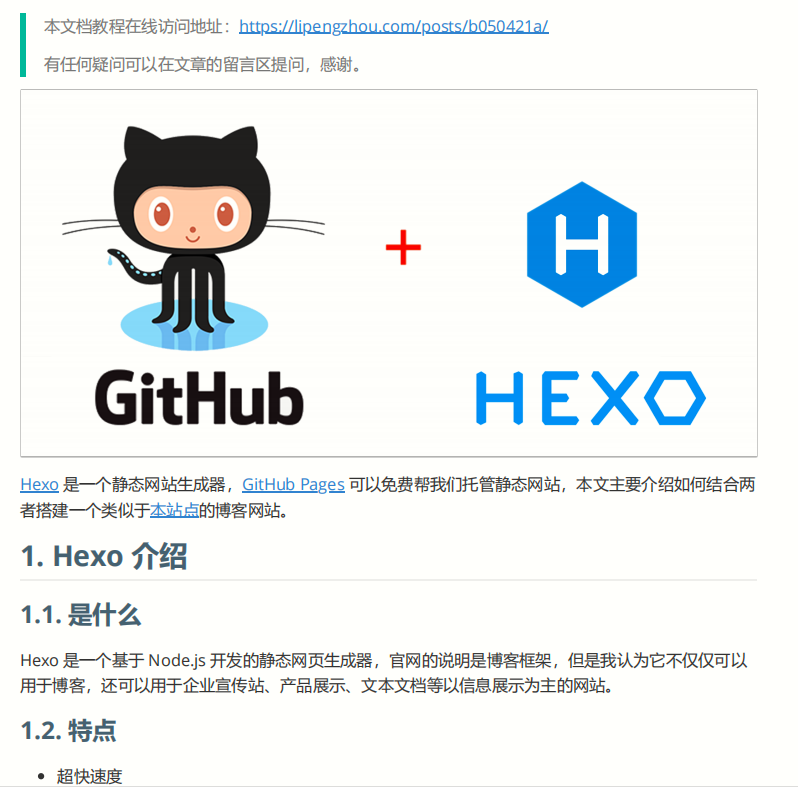 本文档教程在线访问地址：https://lipengzhou.com/posts/b050421a/
有任何疑问可以在文章的留言区提问，感谢。
GitHub
+
H
HEXO
Hexo 是一个静态网站生成器，GitHub Pages 可以免费帮我们托管静态网站，本文主要介绍如何结合两
者搭建一个类似于本站点的博客网站。
1. Hexo 介绍
1.1. 是什么
Hexo 是一个基于 Node.js 开发的静态网页生成器，官网的说明是博客框架，但是我认为它不仅仅可以
用于博客，还可以用于企业宣传站、产品展示、文本文档等以信息展示为主的网站。
1.2. 特点
• 超快速度